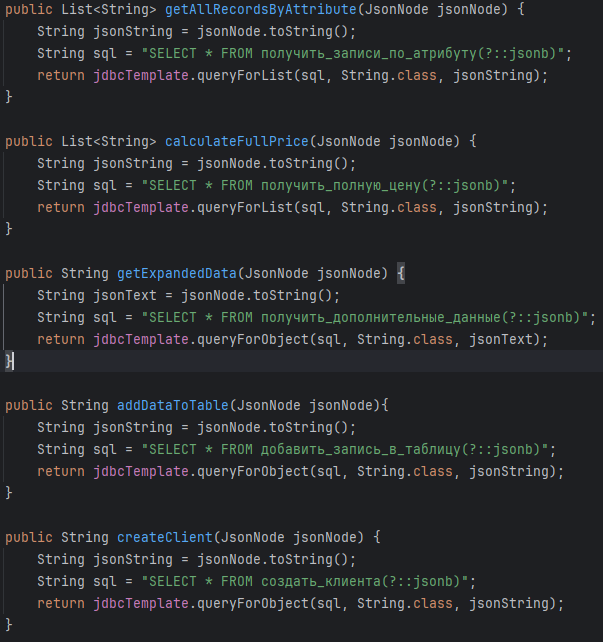 public List<String> getAllRecordsByAttribute(JsonNode jsonNode) {
    String jsonString = jsonNode.toString();
    String sql = "SELECT * FROM получить_записи_по_атрибуту(?::jsonb)";
    return jdbcTemplate.queryForList(sql, String.class, jsonString);
}
public List<String> calculateFullPrice(JsonNode jsonNode) {
    String jsonString = jsonNode.toString();
    String sql = "SELECT * FROM получить_полную_цену(?::jsonb)";
    return jdbcTemplate.queryForList(sql, String.class, jsonString);
}
public String getExpandedData(JsonNode jsonNode) {
    String jsonText = jsonNode.toString();
    String sql = "SELECT * FROM получить_дополнительные_данные(?::jsonb)";
    return jdbcTemplate.queryForObject(sql, String.class, jsonText);
}
public String addDataToTable(JsonNode jsonNode){
    String jsonString = jsonNode.toString();
    String sql = "SELECT * FROM добавить_запись_в_таблицу(?::jsonb)";
    return jdbcTemplate.queryForObject(sql, String.class, jsonString);
}
public String createClient(JsonNode jsonNode) {
    String jsonString = jsonNode.toString();
    String sql = "SELECT * FROM создать_клиента(?::jsonb)";
    return jdbcTemplate.queryForObject(sql, String.class, jsonString);
}